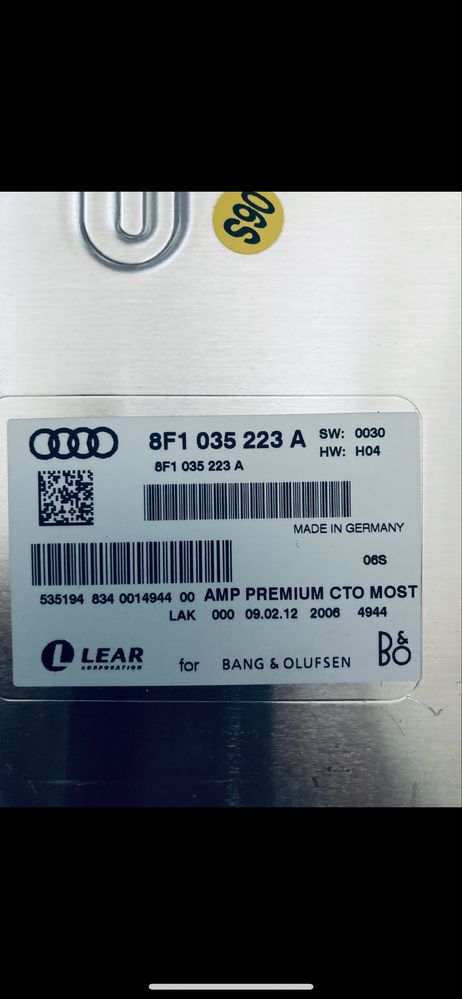 06S
8F1 035 223 A SW: 0030
HW: H04
8F1 035 223 A
MADE IN GERMANY
06S
535194 834 0014944 00 AMP PREMIUM CTO MOST
LAK 000 09.02.12 2006 4944
LEAR
CORPORATION
for BANG & OLUFSEN
B&O